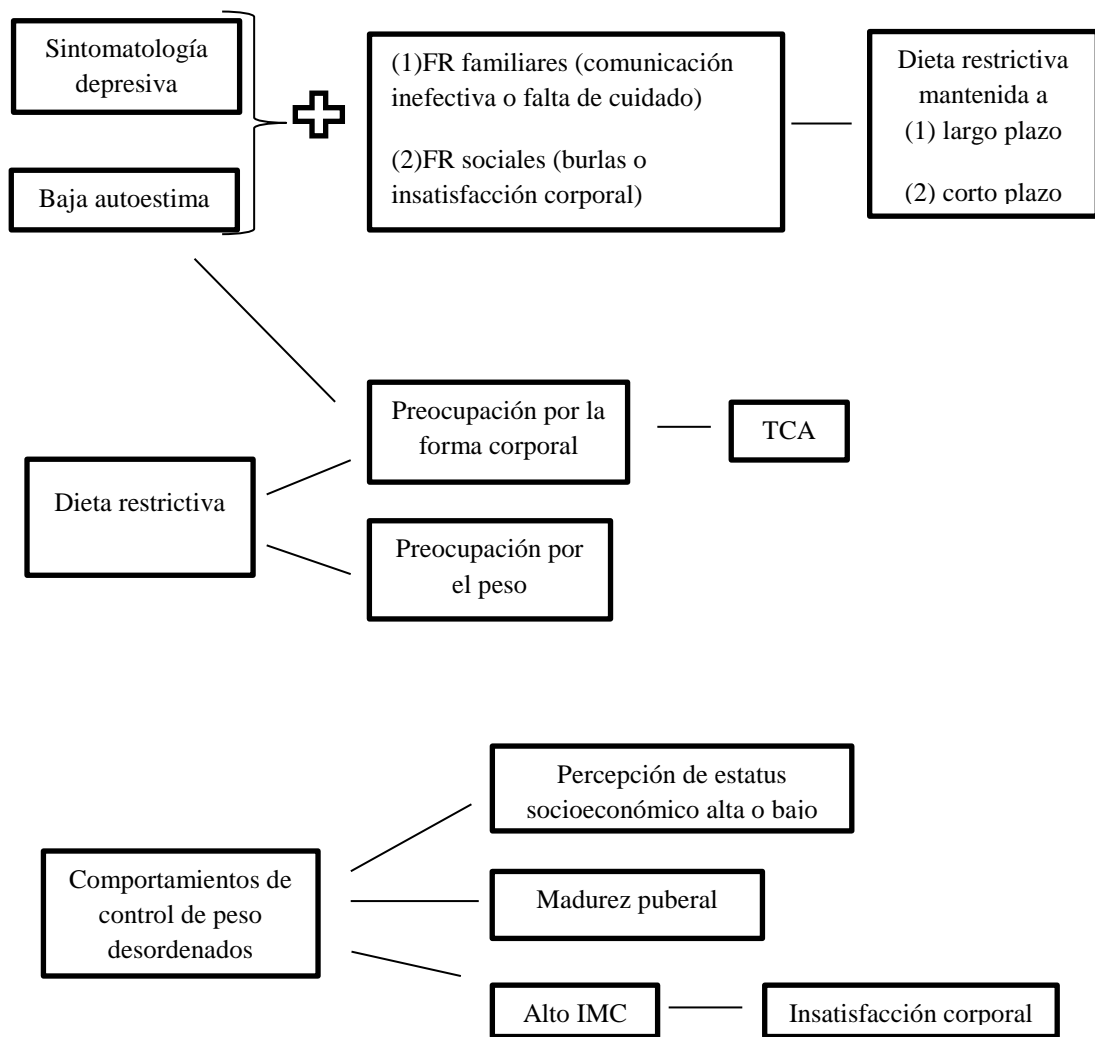 Sintomatología
depresiva
Baja autoestima
(1)FR familiares (comunicación
inefectiva o falta de cuidado)
(2)FR sociales (burlas o
insatisfacción corporal)
Dieta restrictiva
mantenida a
(1) largo plazo
(2) corto plazo
Preocupación por la
forma corporal
TCA
Dieta restrictiva
Preocupación por
el peso
Percepción de estatus
socioeconómico alta o bajo
Comportamientos de
control de peso
desordenados
Madurez puberal
Alto IMC
Insatisfacción corporal